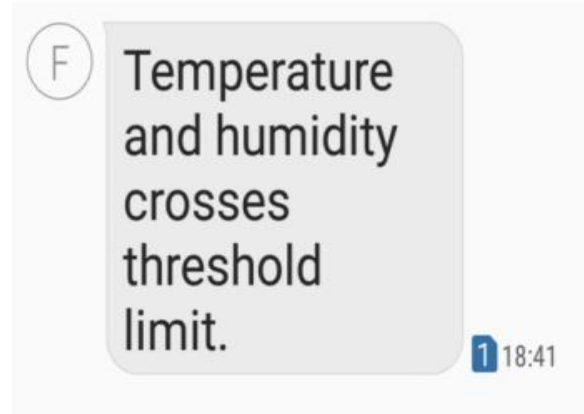 F
Temperature
and humidity
crosses
threshold
limit.
1 18:41